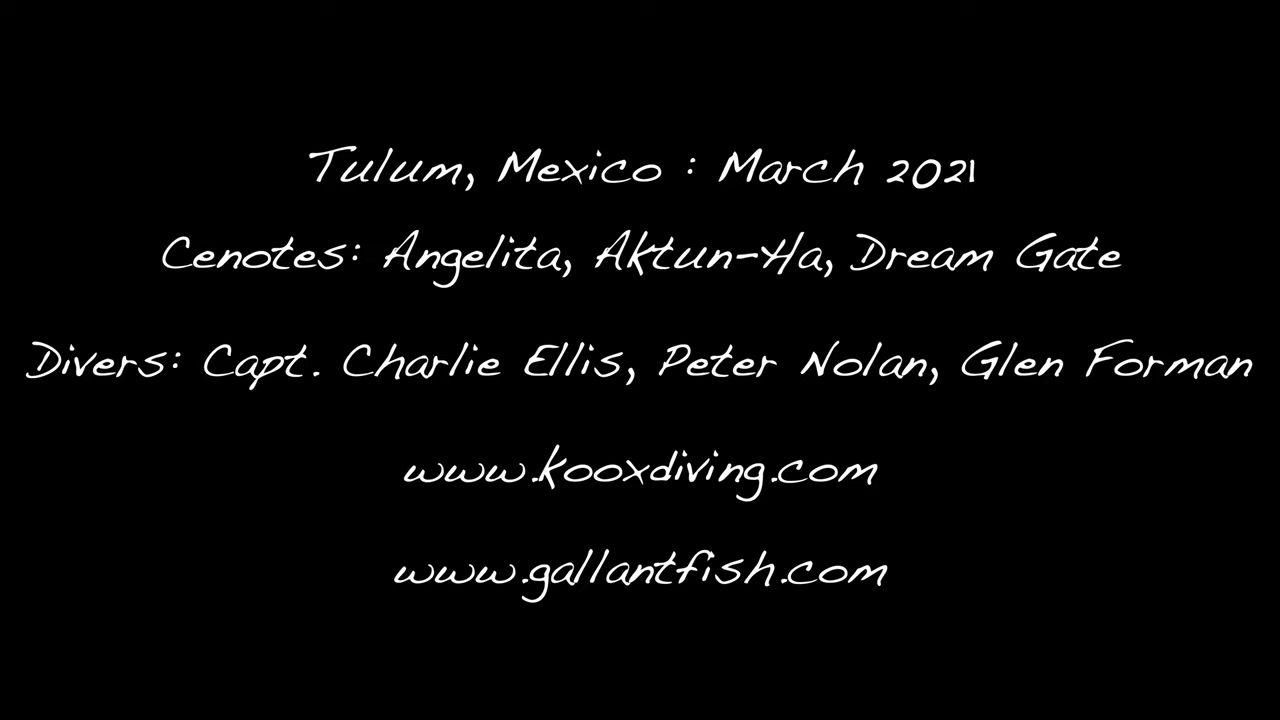 Tulum, Mexico : March 2021
Cenotes: Angelita, Aktun-Ha, Dream Gate
Divers: Capt. Charlie Ellis, Peter Nolan, Glen Forman
www.kooxdiving.com
www.gallantfish.com